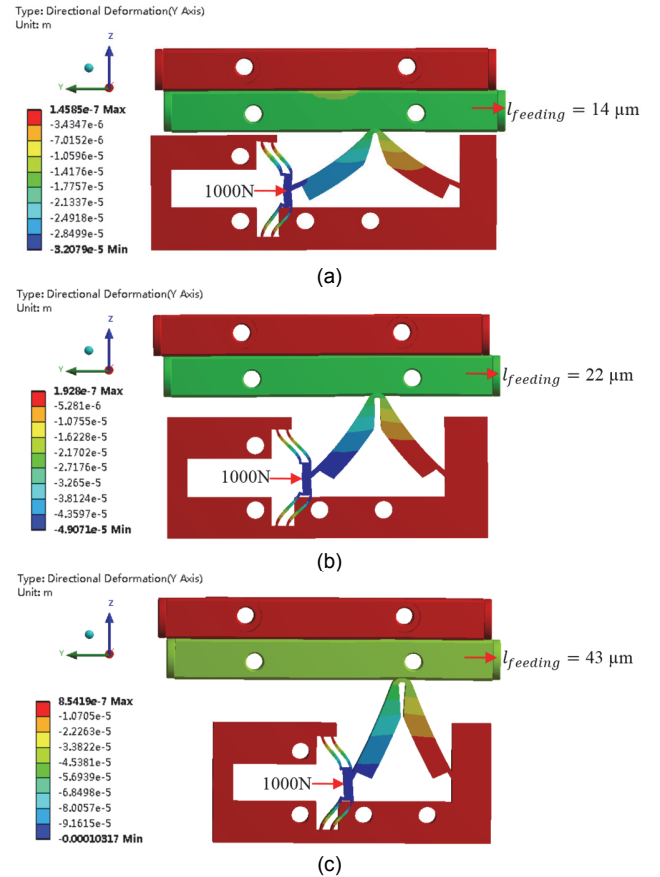 Type: Directional Deformation(Y Axis)
Unit: m
Z
Y
X
1.4585e-7 Max
-3.4347e-6
-7.0152e-6
-1.0596e-5
-1.4176e-5
-1.7757e-5
-2.1337e-5
-2.4918e-5
-2.8499e-5
-3.2079e-5 Min
l_feeding = 14 μm
1000N
(a)
Type: Directional Deformation(Y Axis)
Unit: m
Z
Y
X
1.928e-7 Max
-5.281e-6
-1.0755e-5
-1.6228e-5
-2.1702e-5
-2.7176e-5
-3.265e-5
-3.8124e-5
-4.3597e-5
-4.9071e-5 Min
l_feeding = 22 μm
1000N
(b)
Type: Directional Deformation(Y Axis)
Unit: m
Z
Y
X
8.5419e-7 Max
-1.0705e-5
-2.2263e-5
-3.3822e-5
-4.5381e-5
-5.6939e-5
-6.8498e-5
-8.0057e-5
-9.1615e-5
-0.00010317 Min
l_feeding = 43 μm
1000N
(c)